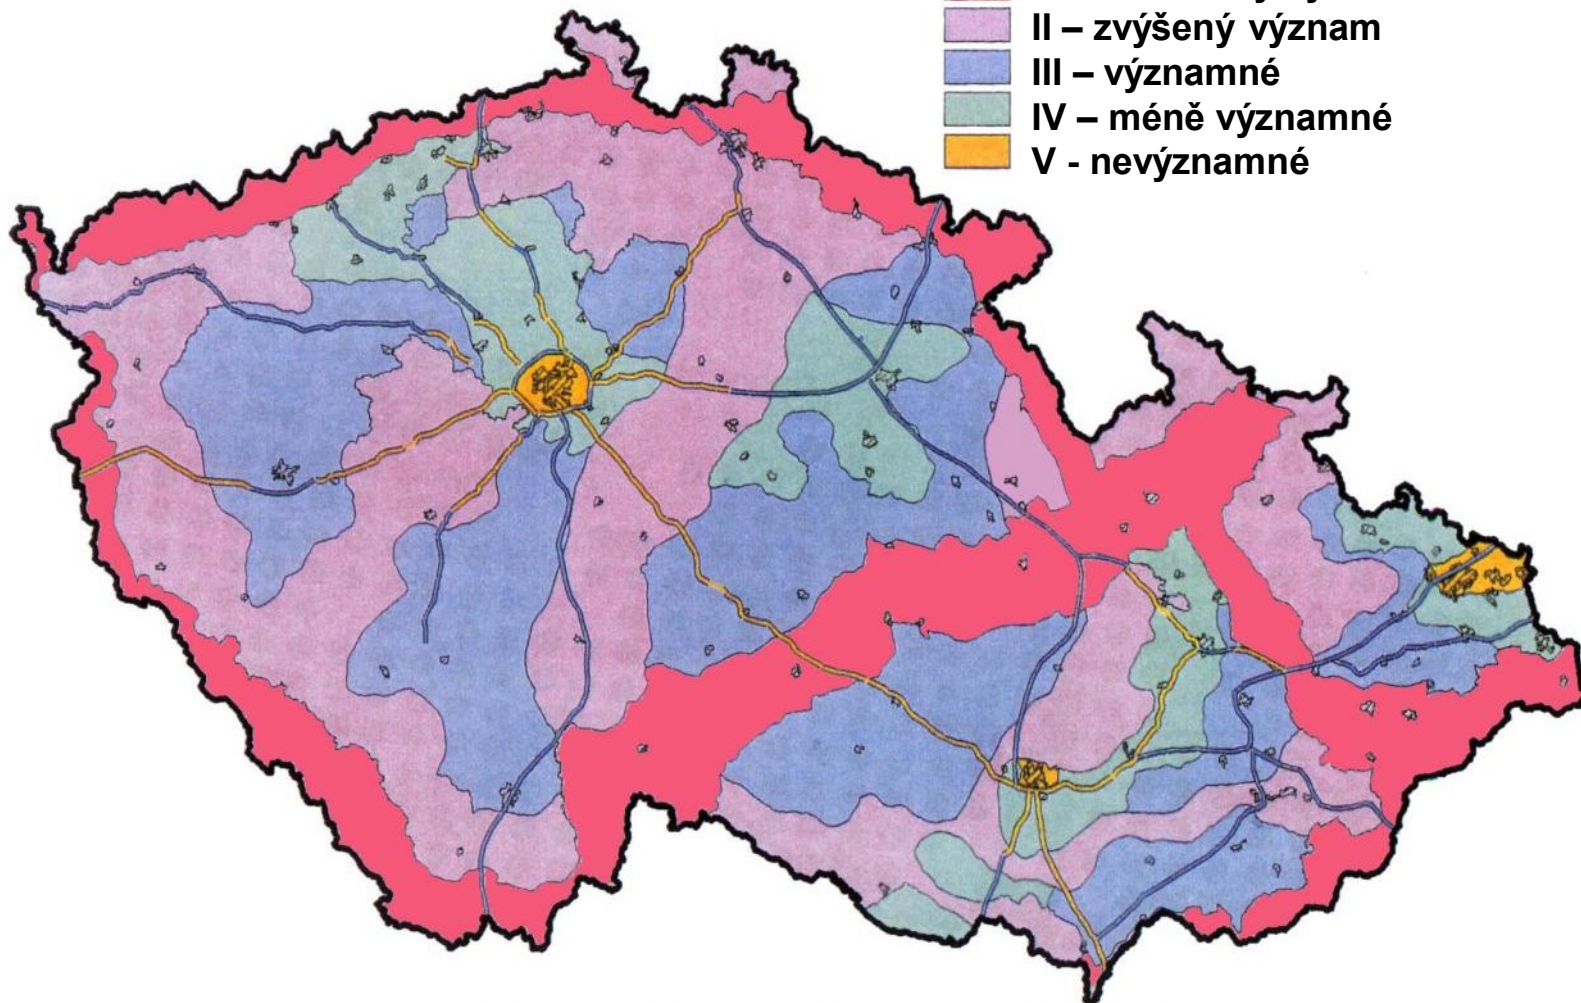 II – zvýšený význam
III – významné
IV – méně významné
V - nevýznamné